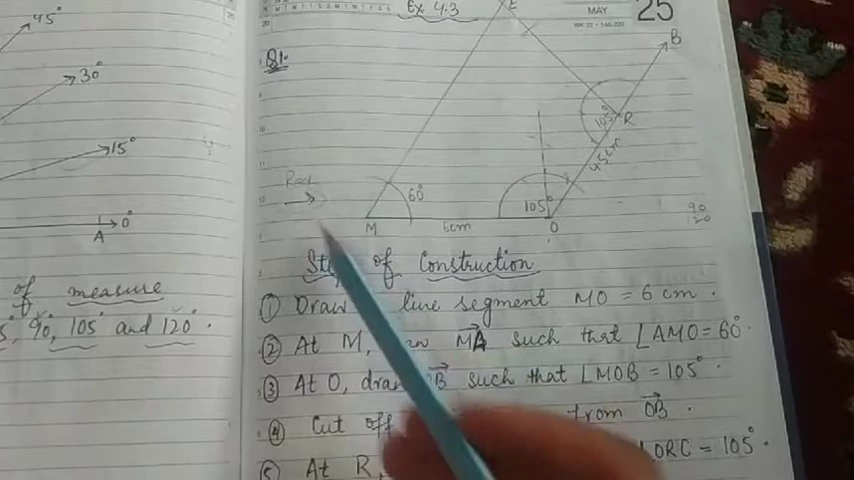 45°
30°
15°
0°
A
of measure
5°, 90°, 105° and 120°.
Ex 4.3
MAY
25
Q1.
E
B
105°
R
4.5cm
Ray
60°
105°
M
6cm
O
90
120
Steps of Construction
① Draw line segment MO = 6 cm.
② At M, MA such that ∠AMO = 60°.
③ At O, draw OB such that ∠MOB = 105°.
④ Cut off from OB.
⑤ At R, ∠ORC = 105°.